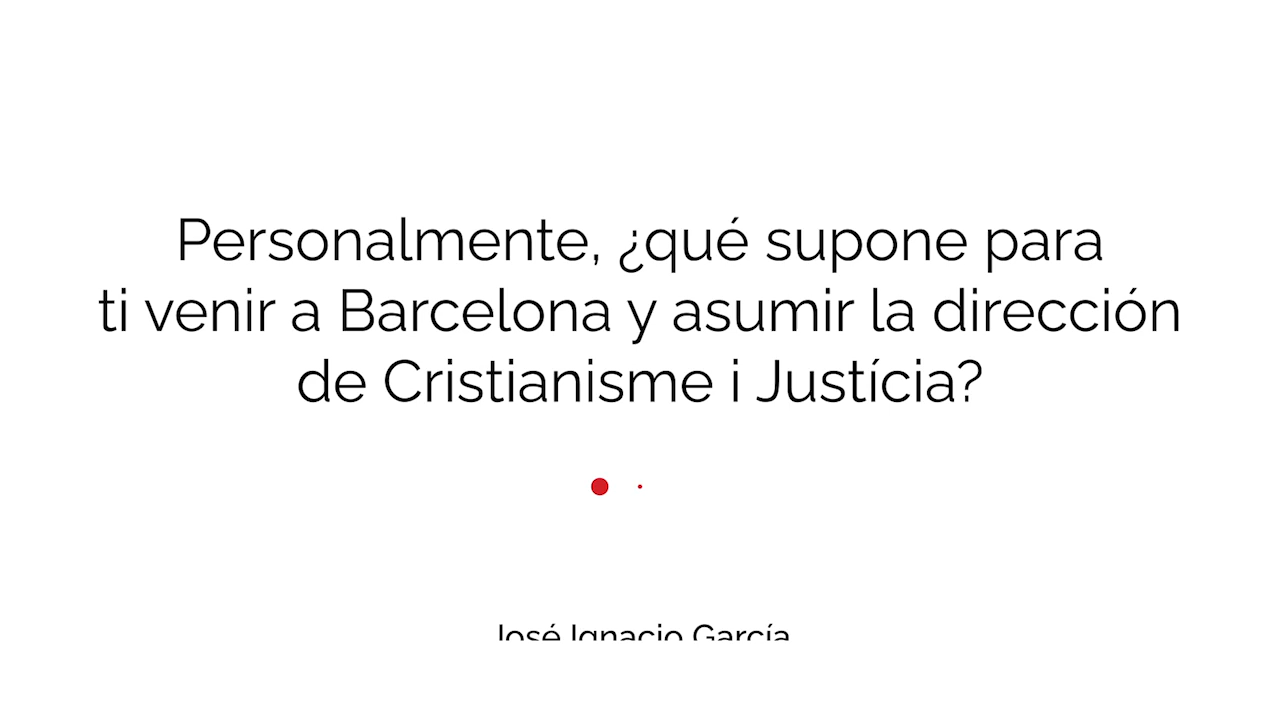 Personalmente, ¿qué supone para
ti venir a Barcelona y asumir la dirección
de Cristianisme i Justícia?
José Ignacio García